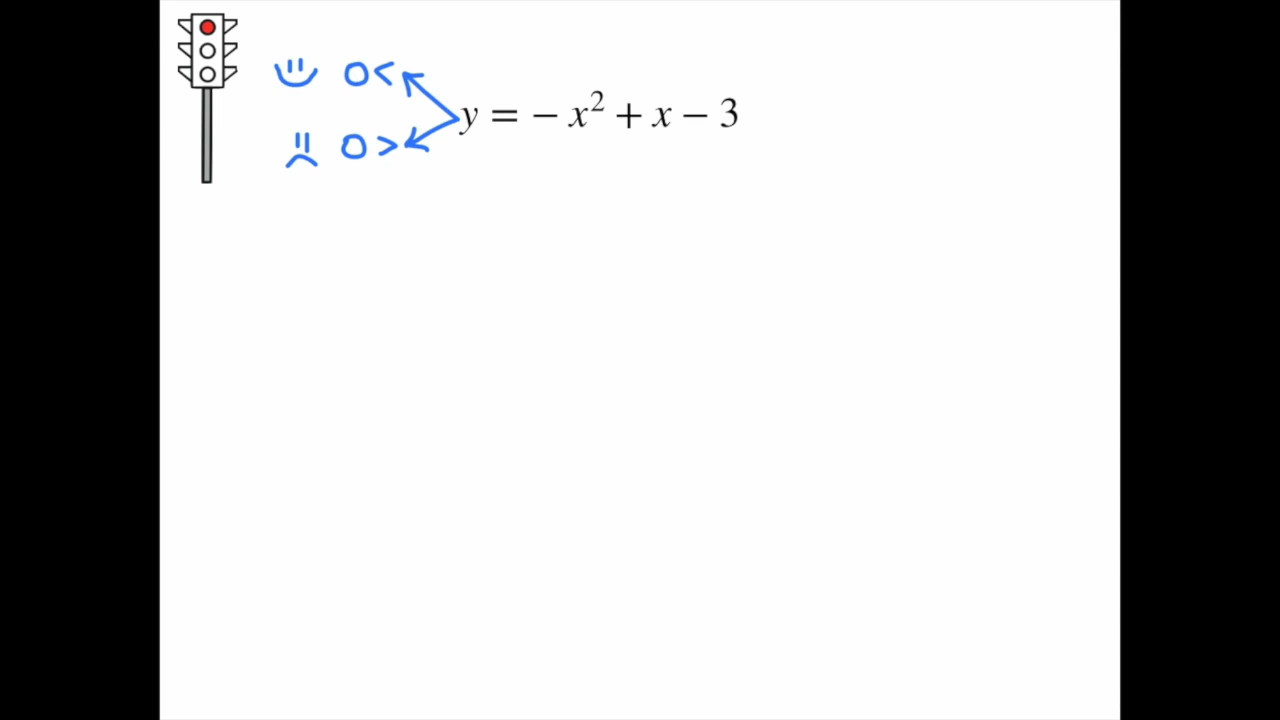 0<
y = − x² + x − 3
0>